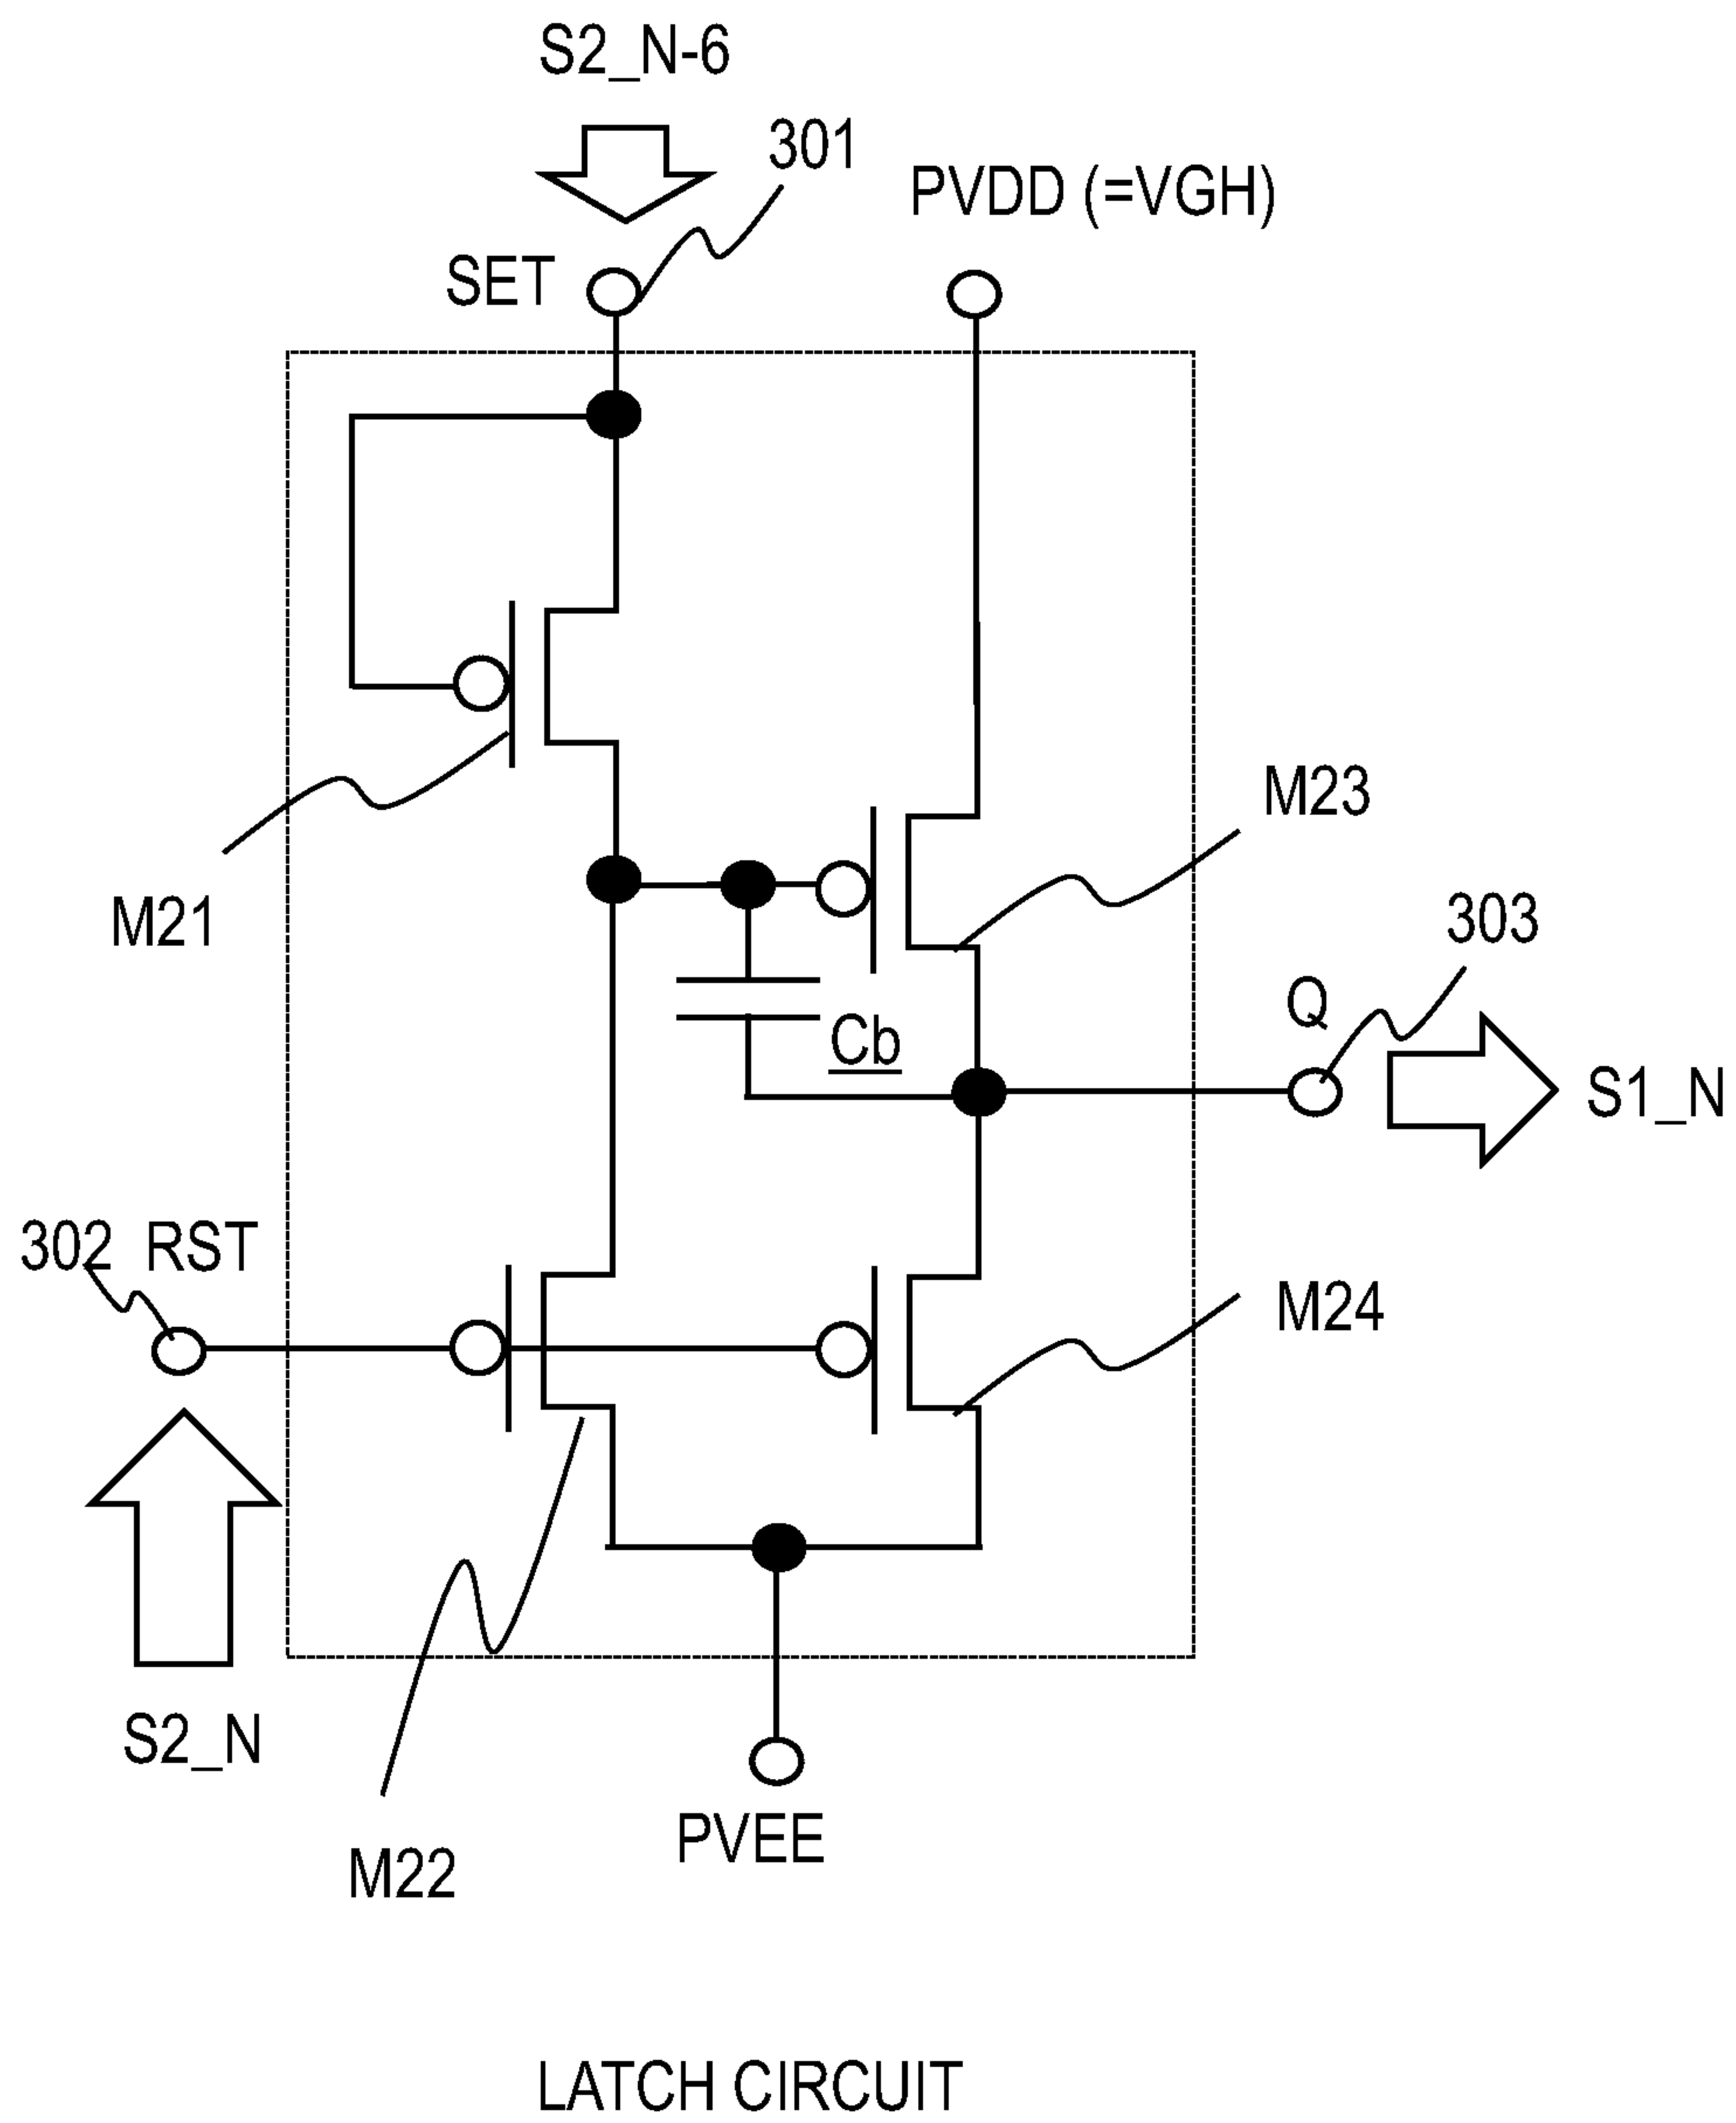 S2_N-6
301
PVDD (=VGH)
SET
M23
M21
303
Q
S1_N
Cb
302 RST
M24
S2_N
PVEE
M22
LATCH CIRCUIT